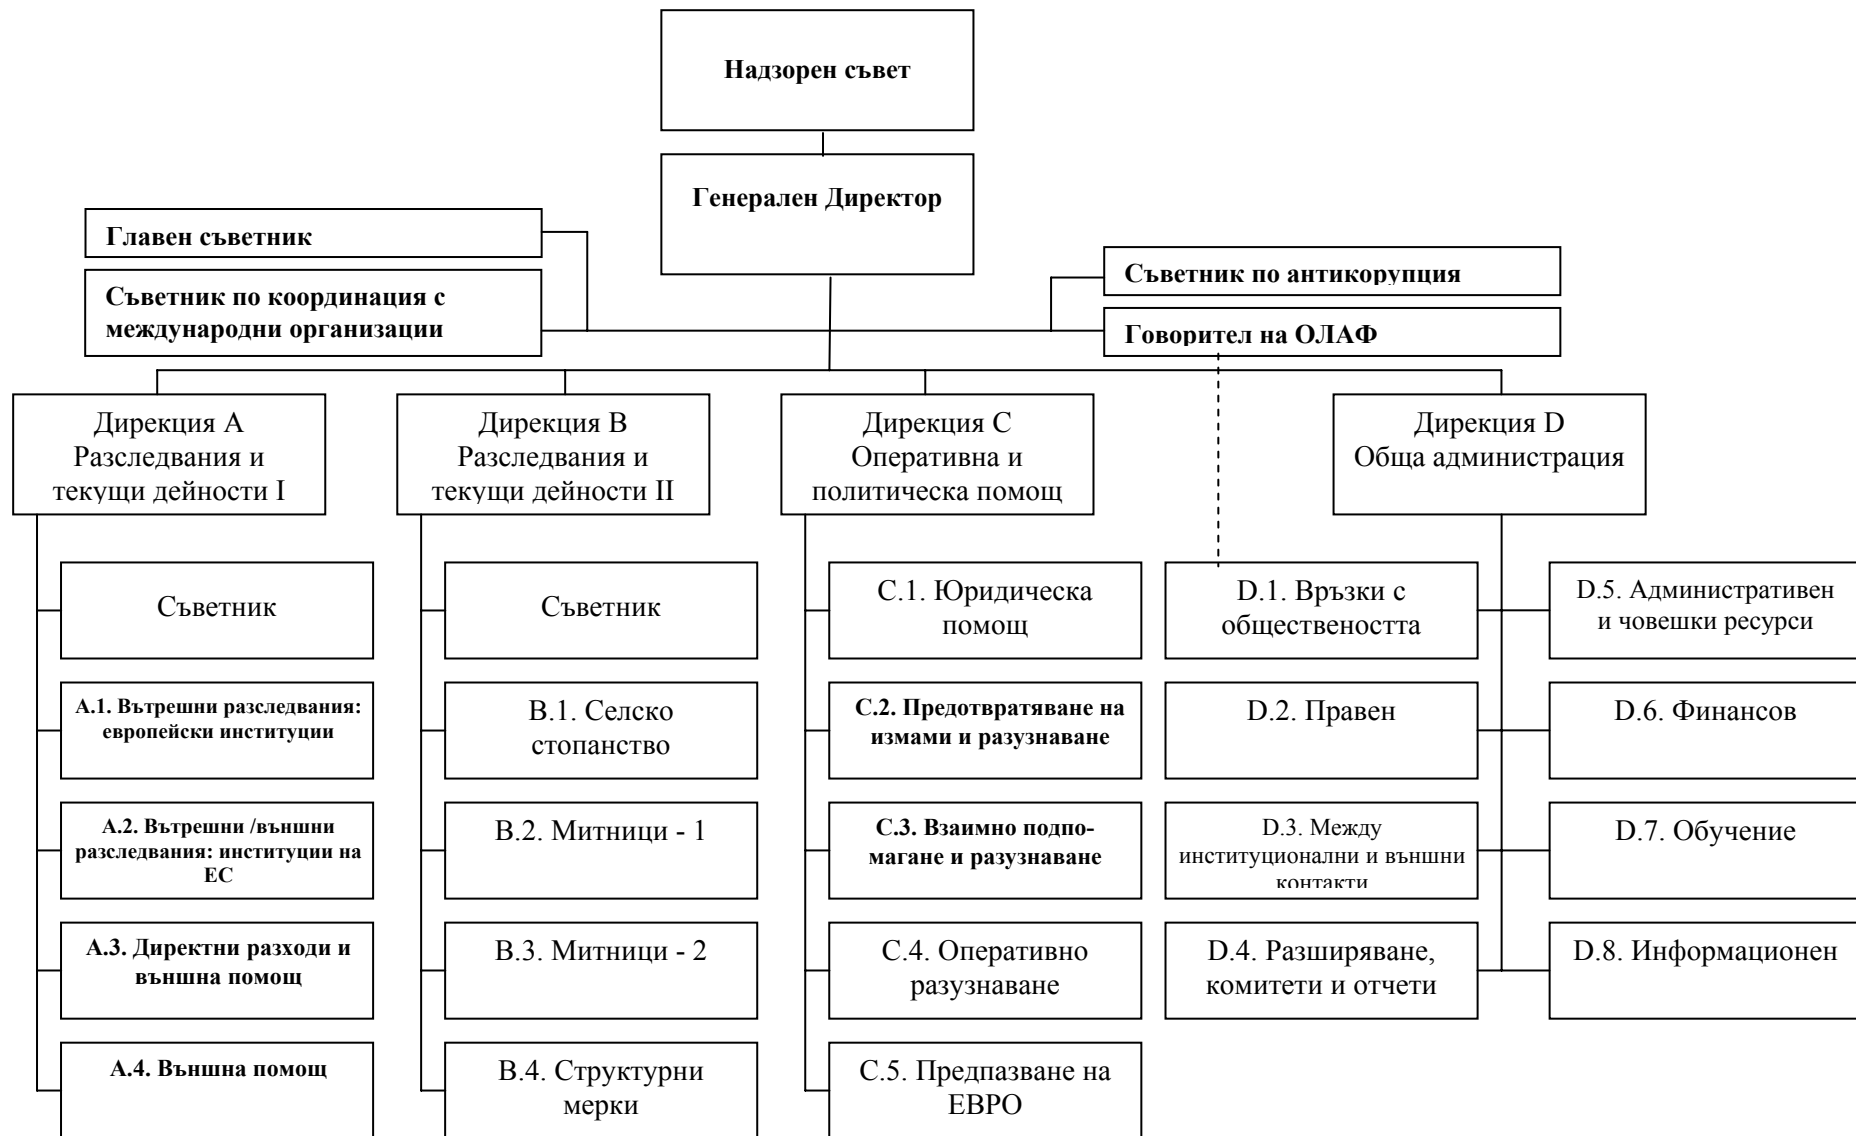 Надзорен съвет
Генерален Директор
Главен съветник
Съветник по координация с
международни организации
Съветник по антикорупция
Говорител на ОЛАФ
Дирекция A
Разследвания и
текущи дейности I
Дирекция B
Разследвания и
текущи дейности II
Дирекция C
Оперативна и
политическа помощ
Дирекция D
Обща администрация
Съветник
A.1. Вътрешни разследвания:
европейски институции
A.2. Вътрешни /външни
разследвания: институции на
ЕС
A.3. Директни разходи и
външна помощ
A.4. Външна помощ
Съветник
B.1. Селско
стопанство
B.2. Митници - 1
B.3. Митници - 2
B.4. Структурни
мерки
C.1. Юридическа
помощ
C.2. Предотвратяване на
измами и разузнаване
C.3. Взаимно подпо-
магане и разузнаване
C.4. Оперативно
разузнаване
C.5. Предпазване на
ЕВРО
D.1. Връзки с
обществеността
D.2. Правен
D.3. Между
институционални и външни
контакти
D.4. Разширяване,
комитети и отчети
D.5. Административен
и човешки ресурси
D.6. Финансов
D.7. Обучение
D.8. Информационен